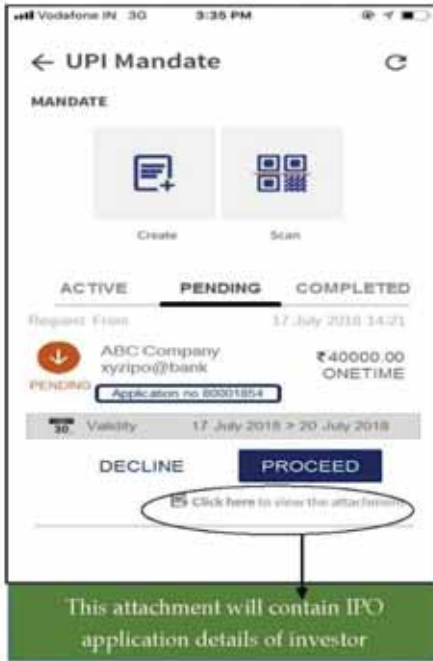 Vodafone IN 3G 3:35 PM
← UPI Mandate
MANDATE
Create Scan
ACTIVE PENDING COMPLETED
Request From 17 July 2018 14:21
ABC Company ₹40000.00
xyzipo@bank ONETIME
PENDING
Application no 80001854
30 Validity 17 July 2018 > 20 July 2018
DECLINE PROCEED
Click here to view the attachment
This attachment will contain IPO
application details of investor